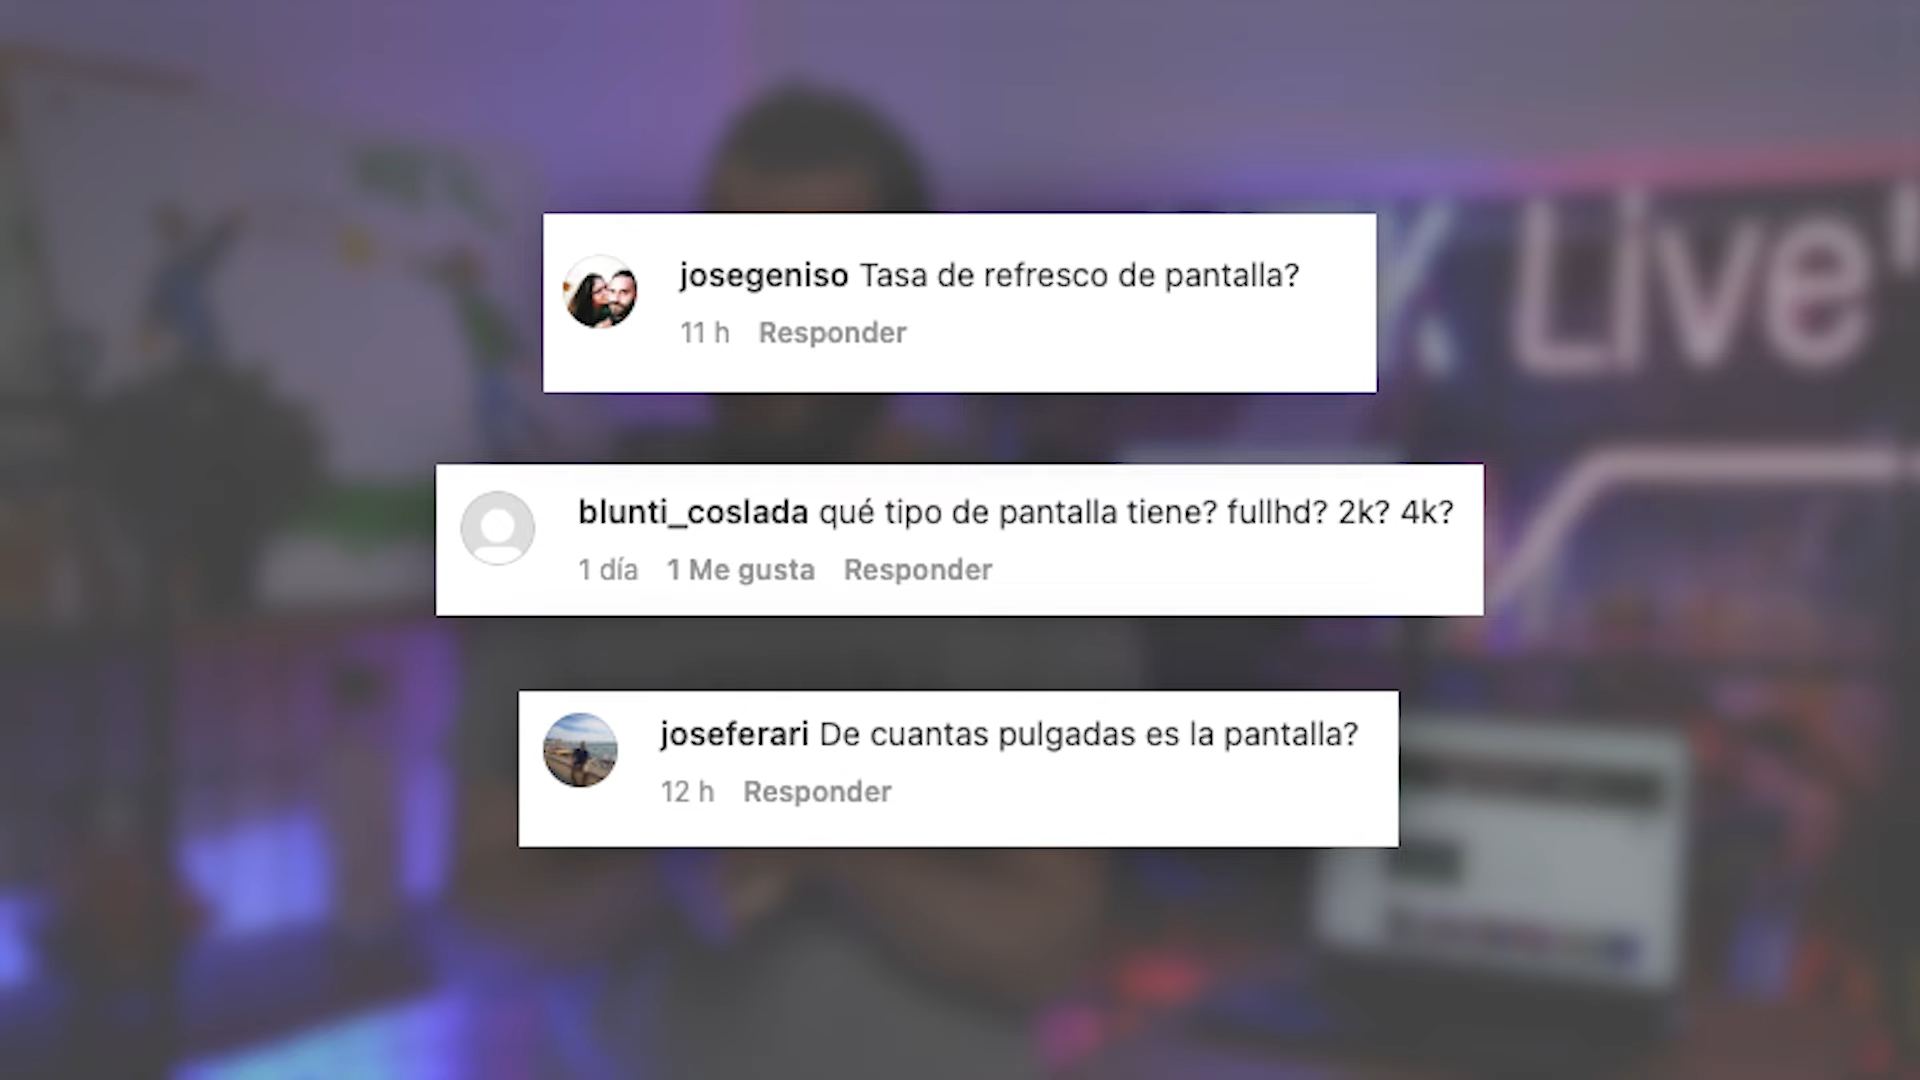 josegeniso Tasa de refresco de pantalla?
11 h Responder
Live
blunti_coslada qué tipo de pantalla tiene? fullhd? 2k? 4k?
1 día 1 Me gusta Responder
joseferari De cuantas pulgadas es la pantalla?
12 h Responder